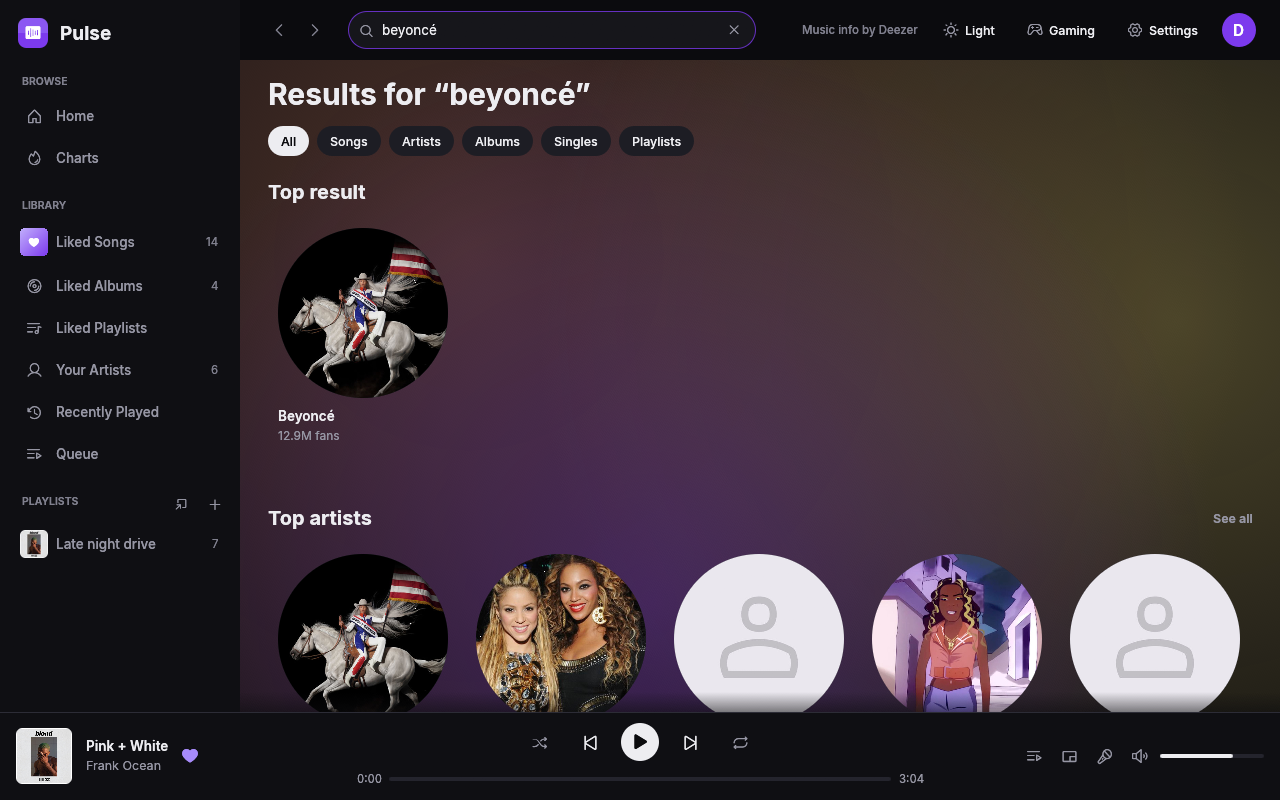 Pulse
BROWSE
Home
Charts
LIBRARY
Liked Songs 14
Liked Albums 4
Liked Playlists
Your Artists 6
Recently Played
Queue
PLAYLISTS
Late night drive 7
beyoncé
Music info by Deezer
Light
Gaming
Settings
D
Results for “beyoncé”
All Songs Artists Albums Singles Playlists
Top result
Beyoncé
12.9M fans
Top artists
See all
blond
Pink + White
Frank Ocean
0:00
3:04